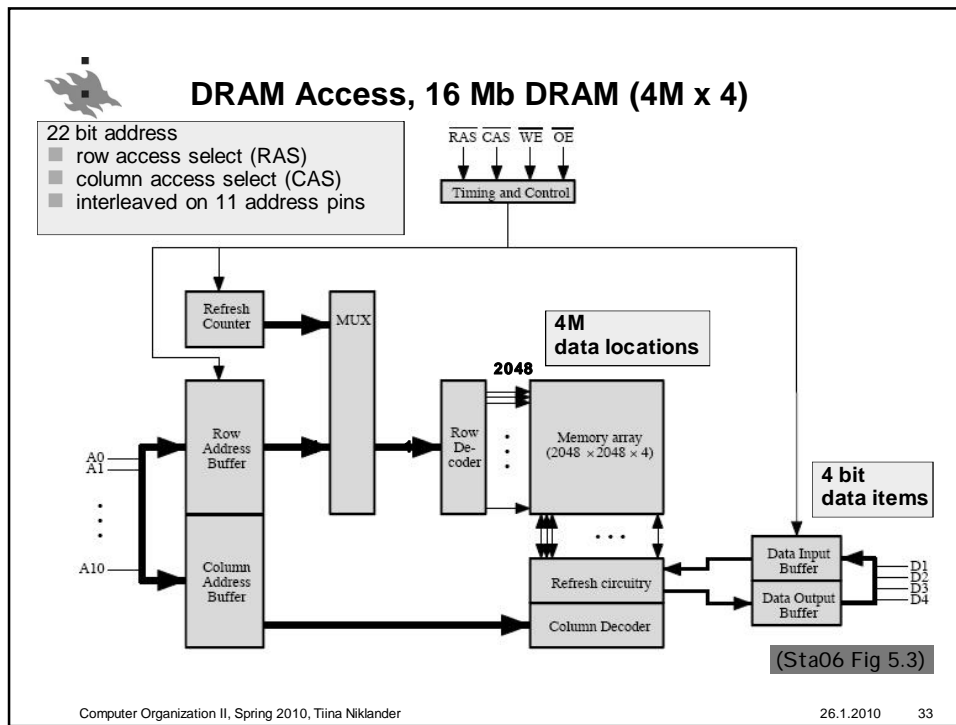 DRAM Access, 16 Mb DRAM (4M x 4)
22 bit address
row access select (RAS)
column access select (CAS)
interleaved on 11 address pins
RAS CAS WE OE
Timing and Control
Refresh
Counter
MUX
4M
data locations
2048
Row
Address
Buffer
Row
De-
coder
Memory array
(2048 × 2048 × 4)
A0
A1
A10
4 bit
data items
Column
Address
Buffer
Refresh circuitry
Column Decoder
Data Input
Buffer
Data Output
Buffer
D1
D2
D3
D4
(Sta06 Fig 5.3)
Computer Organization II, Spring 2010, Tiina Niklander 26.1.2010 33